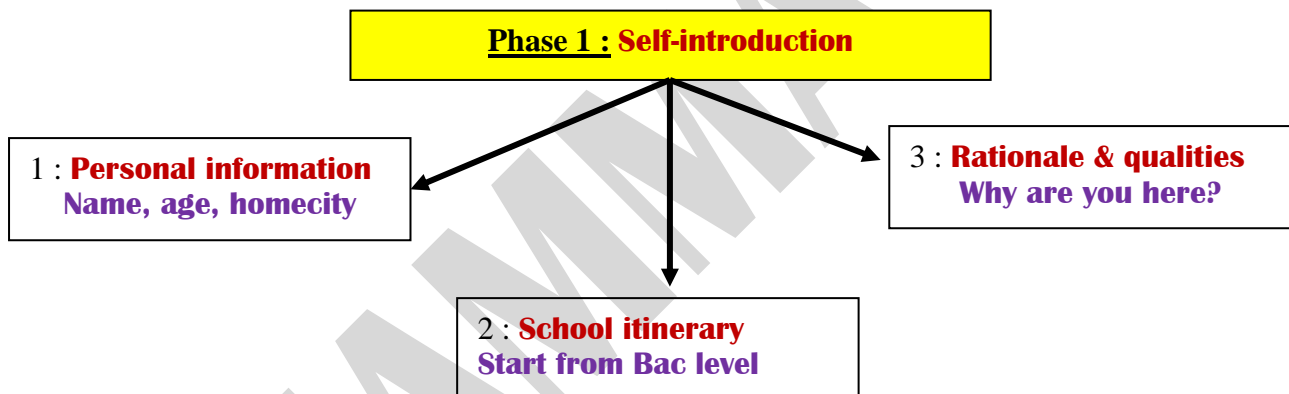 Phase 1 : Self-introduction
1 : Personal information
Name, age, homecity
3 : Rationale & qualities
Why are you here?
2 : School itinerary
Start from Bac level